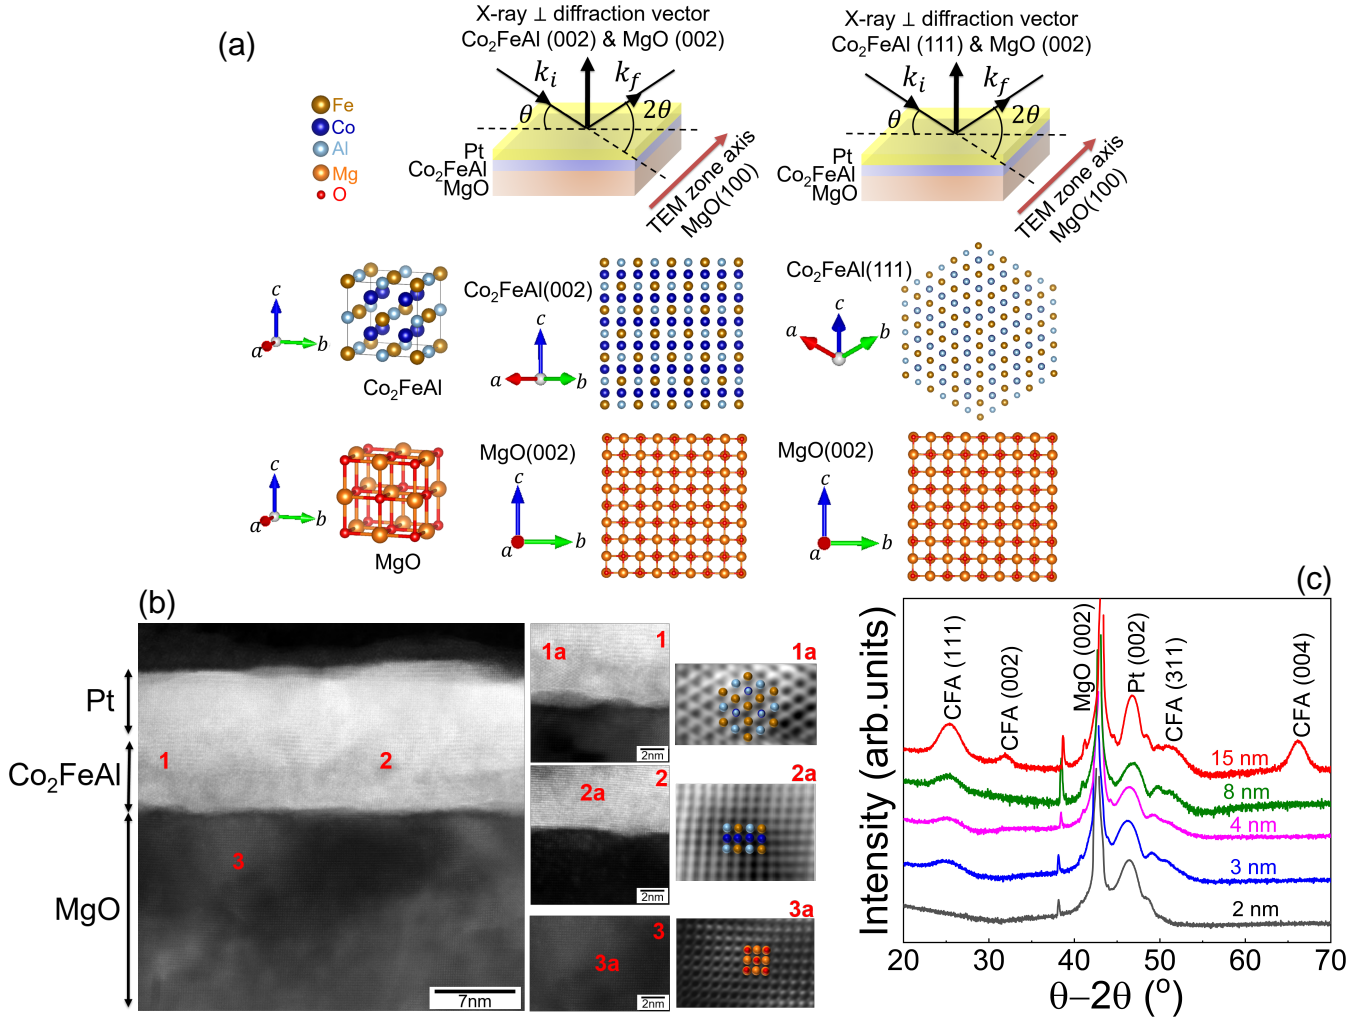 (a)
X-ray ⊥ diffraction vector
Co₂FeAl (002) & MgO (002)
k_i
k_f
θ
2θ
Pt
Co₂FeAl
MgO
TEM zone axis
MgO(100)
X-ray ⊥ diffraction vector
Co₂FeAl (111) & MgO (002)
k_i
k_f
θ
2θ
Pt
Co₂FeAl
MgO
TEM zone axis
MgO(100)
Fe
Co
Al
Mg
O
c
a
b
Co₂FeAl
Co₂FeAl(002)
c
a
b
Co₂FeAl(111)
c
a
b
c
a
b
MgO
MgO(002)
c
a
b
MgO(002)
c
a
b
(b)
Pt
Co₂FeAl
MgO
1
2
3
7nm
1a
1
2nm
2a
2
2nm
3a
3
2nm
1a
2a
3a
(c)
Intensity (arb.units)
CFA (111)
CFA (002)
MgO (002)
Pt (002)
CFA (311)
CFA (004)
15 nm
8 nm
4 nm
3 nm
2 nm
20 30 40 50 60 70
θ–2θ (°)